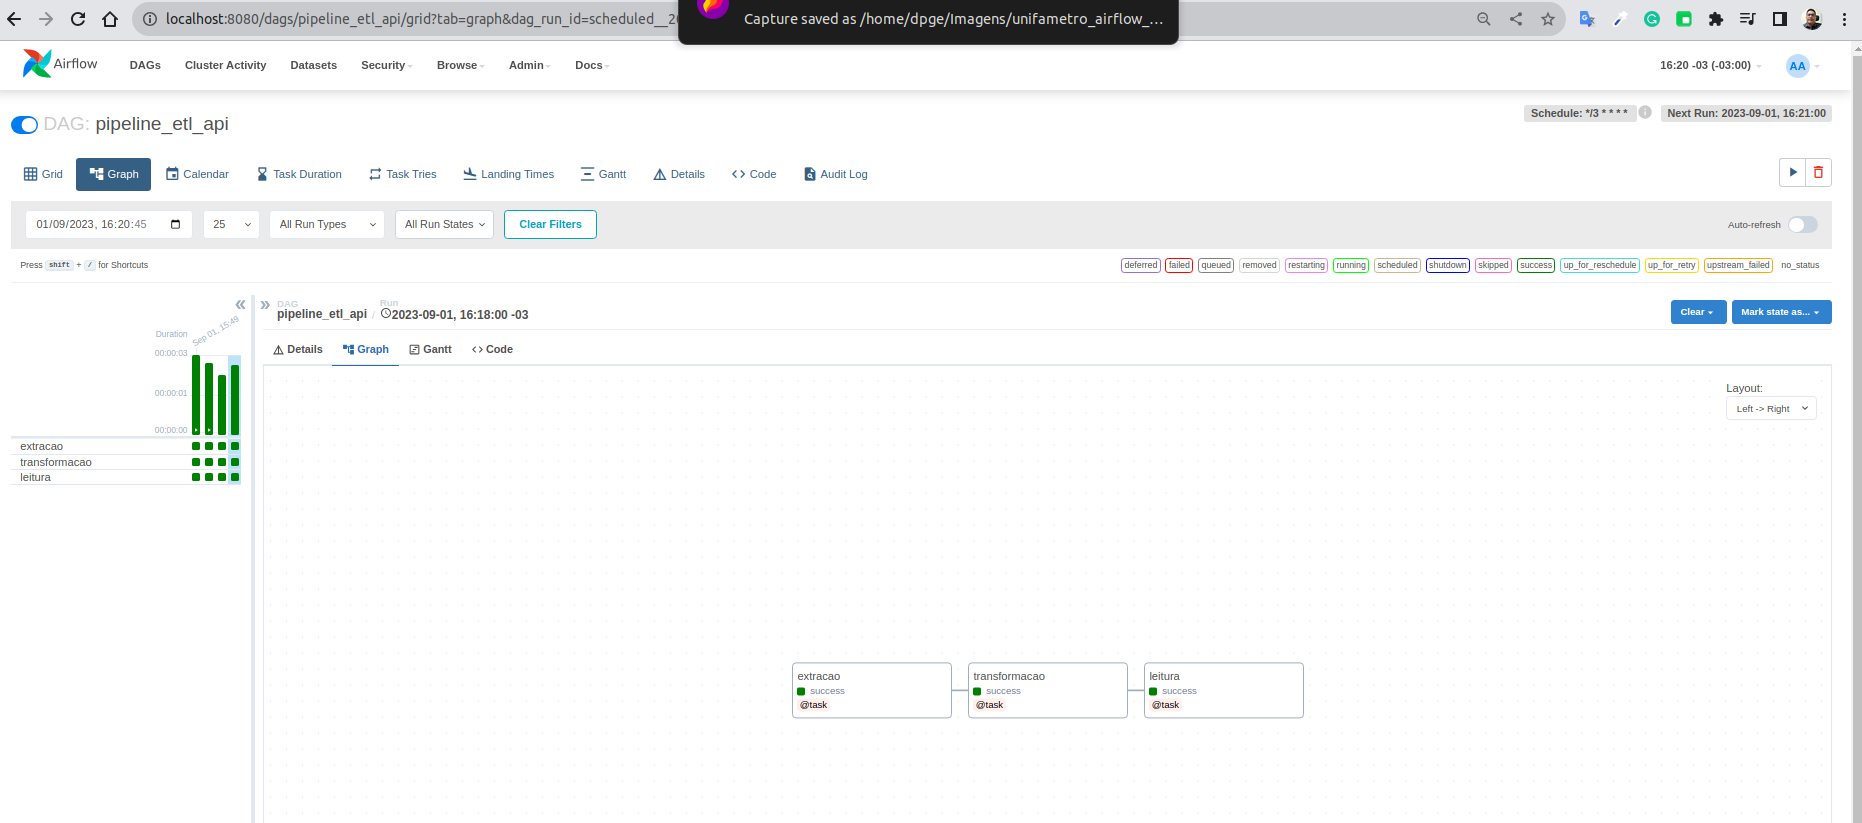 localhost:8080/dags/pipeline_etl_api/grid?tab=graph&dag_run_id=scheduled__2
Capture saved as /home/dpge/Imagens/unifametro_airflow_...
Airflow DAGs Cluster Activity Datasets Security Browse Admin Docs 16:20 -03 (-03:00) AA
DAG: pipeline_etl_api
Schedule: */3 * * * * Next Run: 2023-09-01, 16:21:00
Grid Graph Calendar Task Duration Task Tries Landing Times Gantt Details Code Audit Log
01/09/2023, 16:20:45 25 All Run Types All Run States Clear Filters Auto-refresh
Press shift + / for Shortcuts
deferred failed queued removed restarting running scheduled shutdown skipped success up_for_reschedule up_for_retry upstream_failed no_status
Duration
Sep 01, 15:49
00:00:03
00:00:01
00:00:00
extracao
transformacao
leitura
DAG Run
pipeline_etl_api / 2023-09-01, 16:18:00 -03
Clear Mark state as...
Details Graph Gantt Code
Layout:
Left -> Right
extracao
success
@task
transformacao
success
@task
leitura
success
@task